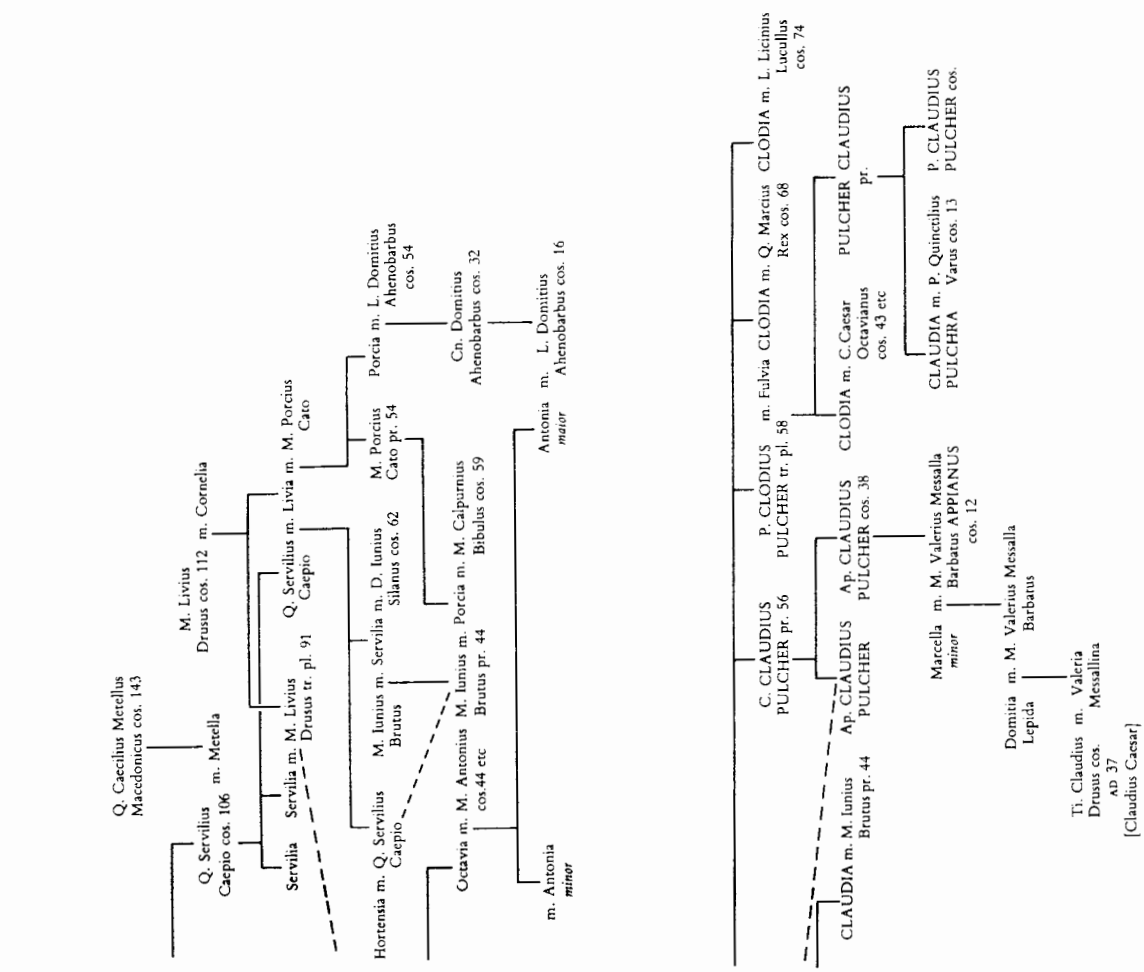 Q. Caecilius Metellus
Macedonicus cos. 143
M. Livius
Drusus cos. 112 m. Cornelia
Q. Servilius
Caepio cos. 106 m. Metella
Servilia Servilia m. M. Livius
Drusus tr. pl. 91
Q. Servilius m. Livia m. M. Porcius
Caepio Cato
Hortensia m. Q. Servilius
Caepio
M. Iunius m. Servilia m. D. Iunius
Brutus Silanus cos. 62
M. Porcius
Cato pr. 54
Porcia m. L. Domitius
Ahenobarbus
cos. 54
Octavia m. M. Antonius
cos.44 etc
M. Iunius m. Porcia m. M. Calpurnius
Brutus pr. 44 Bibulus cos. 59
Cn. Domitius
Ahenobarbus cos. 32
m. Antonia
minor
Antonia m. L. Domitius
maior Ahenobarbus cos. 16
C. CLAUDIUS
PULCHER pr. 56
P. CLODIUS m. Fulvia
PULCHER tr. pl. 58
CLODIA m. Q. Marcius
Rex cos. 68
CLODIA m. L. Licinius
Lucullus
cos. 74
CLAUDIA m. M. Iunius
Brutus pr. 44
Ap. CLAUDIUS
PULCHER
Ap. CLAUDIUS
PULCHER cos. 38
CLODIA m. C. Caesar
Octavianus
cos. 43 etc
PULCHER CLAUDIUS
pr.
Marcella m. M. Valerius Messalla
minor Barbatus APPIANUS
cos. 12
CLAUDIA m. P. Quinctilius
PULCHRA Varus cos. 13
P. CLAUDIUS
PULCHER cos.
Domitia m. M. Valerius Messalla
Lepida Barbatus
Ti. Claudius m. Valeria
Drusus cos. Messallina
AD 37
[Claudius Caesar]